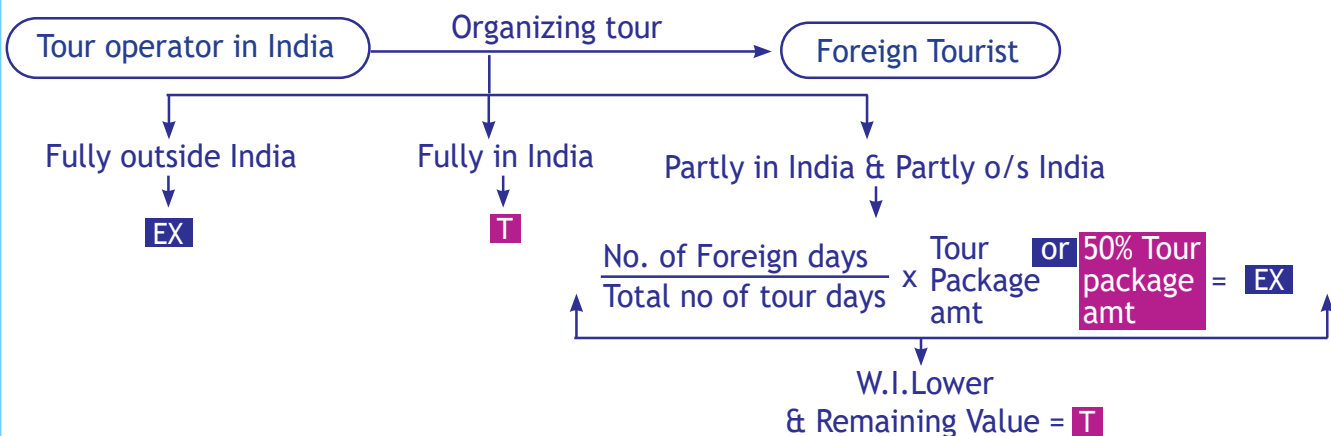 Organizing tour
Tour operator in India
Foreign Tourist
Fully outside India
Fully in India
Partly in India & Partly o/s India
EX
T
No. of Foreign days
Total no of tour days
x
Tour
Package
amt
or
50% Tour
package
amt
=
EX
W.I.Lower
& Remaining Value = T